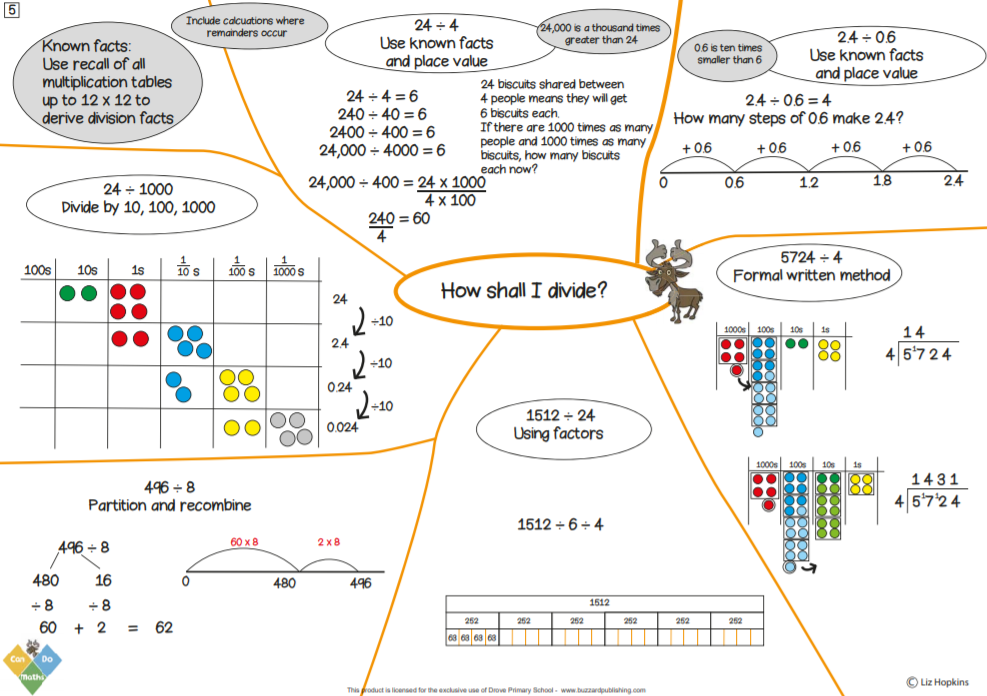 5
Known facts:
Use recall of all
multiplication tables
up to 12 x 12 to
derive division facts
Include calcuations where
remainders occur
24 ÷ 4
Use known facts
and place value
24,000 is a thousand times
greater than 24
24 ÷ 4 = 6
240 ÷ 40 = 6
2400 ÷ 400 = 6
24,000 ÷ 4000 = 6
24,000 ÷ 400 = 24 x 1000
4 x 100
240 = 60
4
24 biscuits shared between
4 people means they will get
6 biscuits each.
If there are 1000 times as many
people and 1000 times as many
biscuits, how many biscuits
each now?
0.6 is ten times
smaller than 6
2.4 ÷ 0.6
Use known facts
and place value
2.4 ÷ 0.6 = 4
How many steps of 0.6 make 2.4?
+ 0.6 + 0.6 + 0.6 + 0.6
0 0.6 1.2 1.8 2.4
24 ÷ 1000
Divide by 10, 100, 1000
100s 10s 1s 1/10 s 1/100 s 1/1000 s
24
÷10
2.4
÷10
0.24
÷10
0.024
How shall I divide?
5724 ÷ 4
Formal written method
1000s 100s 10s 1s
1 4
4 5 ¹7 2 4
1000s 100s 10s 1s
1 4 3 1
4 5 ¹7 ¹2 4
1512 ÷ 24
Using factors
1512 ÷ 6 ÷ 4
1512
252 252 252 252 252 252
63 63 63 63
496 ÷ 8
Partition and recombine
496 ÷ 8
480 16
÷ 8 ÷ 8
60 + 2 = 62
60 x 8 2 x 8
0 480 496
Can Do
Maths
This product is licensed for the exclusive use of Drove Primary School - www.buzzardpublishing.com
© Liz Hopkins